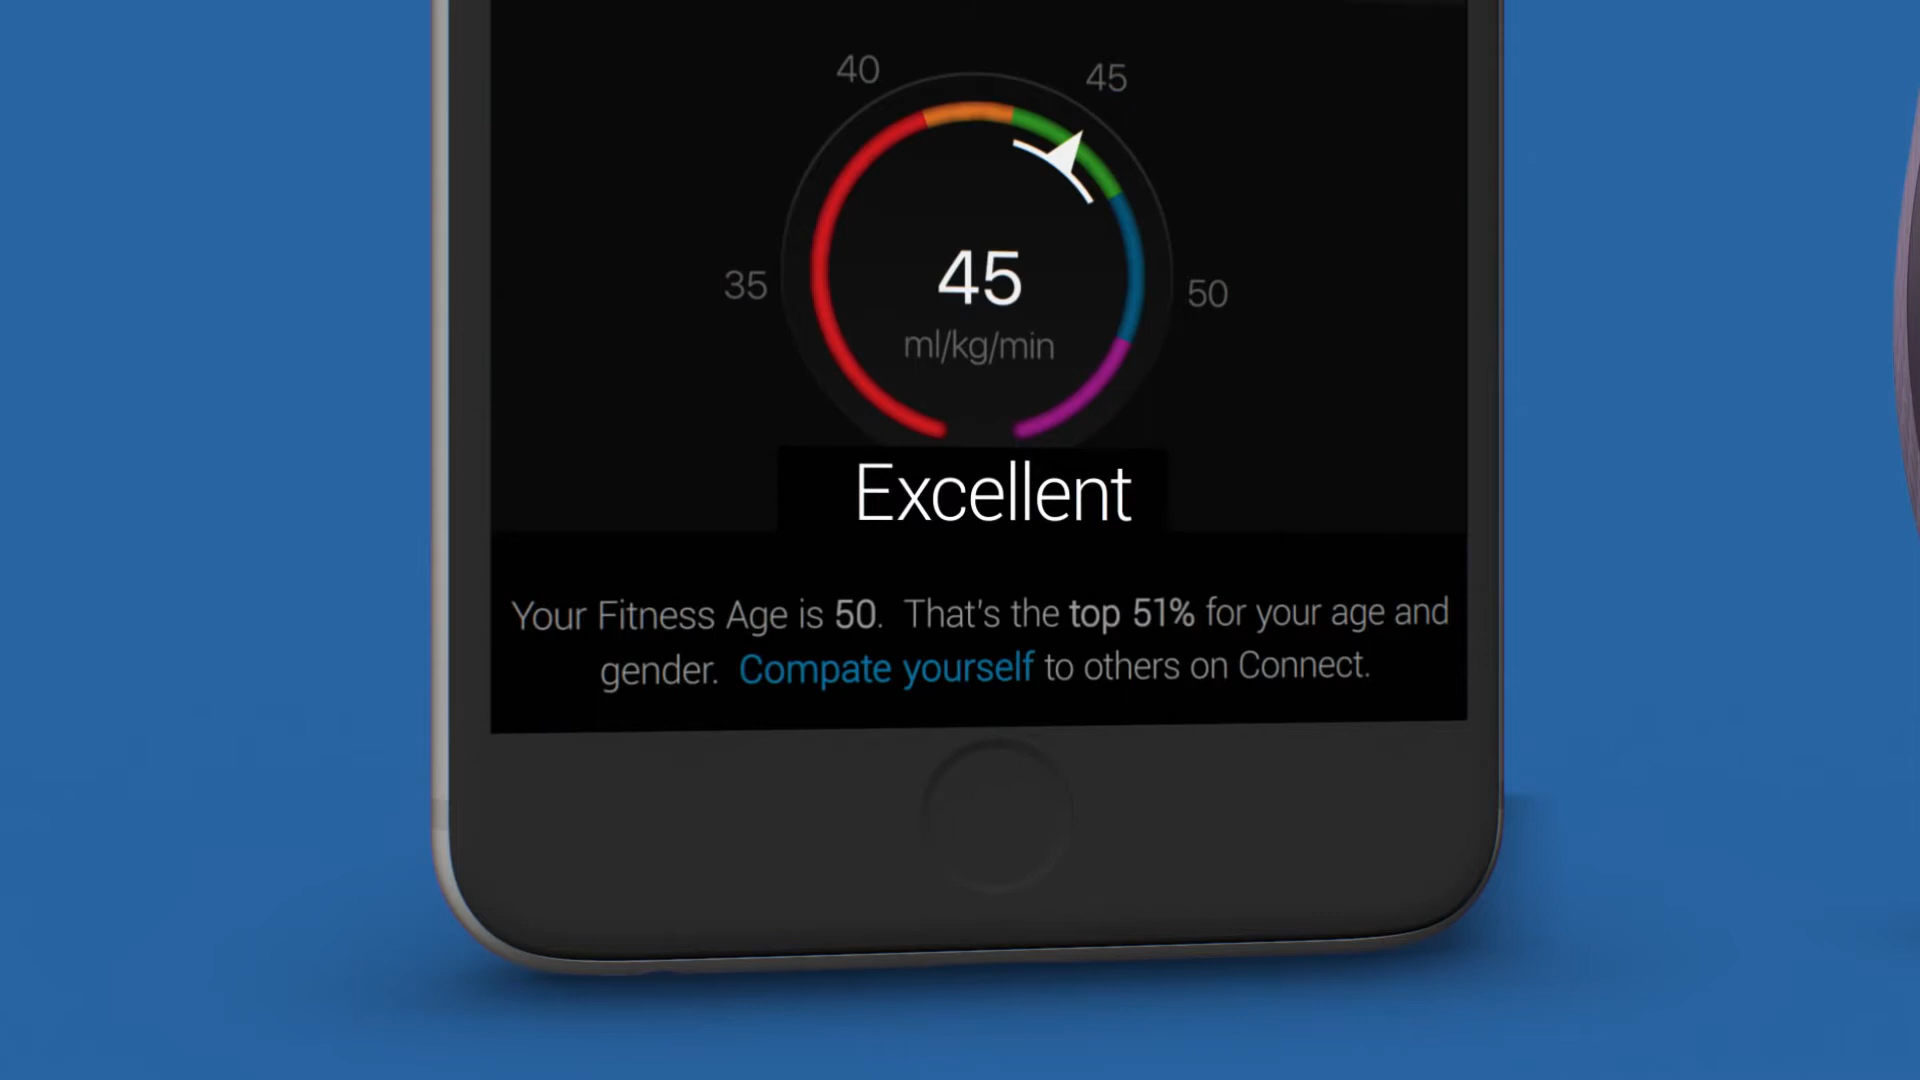 40
45
35
50
45
ml/kg/min
Excellent
Your Fitness Age is 50. That's the top 51% for your age and
gender. Compate yourself to others on Connect.